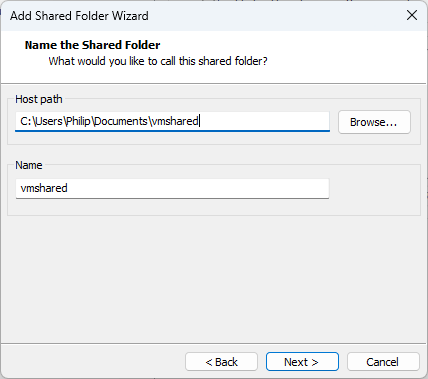 Add Shared Folder Wizard
Name the Shared Folder
What would you like to call this shared folder?
Host path
C:\Users\Philip\Documents\vmshared
Browse...
Name
vmshared
< Back
Next >
Cancel